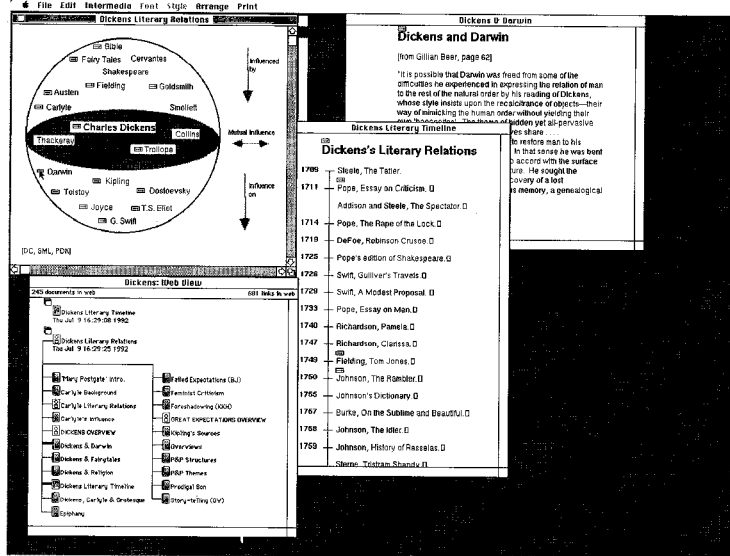 File Edit Intermedia Font Style Arrange Print
Dickens Literary Relations
Bible
Fairy Tales Cervantes
Shakespeare
Fielding Goldsmith
Austen
Carlyle Smollett
Charles Dickens
Thackeray Collins
Trollope
Darwin
Kipling
Tolstoy Dostoevsky
Joyce T.S. Eliot
G. Swift
Influenced
by
Mutual Influence
Influence
on
[DC, GML, PDK]
Dickens & Darwin
Dickens and Darwin
[from Gillian Beer, page 62]
"It is possible that Darwin was freed from some of the
difficulties he experienced in expressing the relation of man
to the rest of the natural order by his reading of Dickens,
whose style insists upon the recalcitrance of objects—their
way of mimicking the human order without yielding their
hidden yet all-pervasive
ves share . . . .
to restore man to his
In that sense he was bent
accord with the surface
ture. He sought the
covery of a lost
s memory, a genealogical
Dickens Literary Timeline
Dickens's Literary Relations
1709 Steele, The Tatler.
1711 Pope, Essay on Criticism.
Addison and Steele, The Spectator.
1714 Pope, The Rape of the Lock.
1719 DeFoe, Robinson Crusoe.
1725 Pope's edition of Shakespeare.
1726 Swift, Gulliver's Travels.
1729 Swift, A Modest Proposal.
1733 Pope, Essay on Man.
1740 Richardson, Pamela.
1747 Richardson, Clarissa.
1749 Fielding, Tom Jones.
1750 Johnson, The Rambler.
1755 Johnson's Dictionary.
1757 Burke, On the Sublime and Beautiful.
1758 Johnson, The Idler.
1759 Johnson, History of Rasselas.
Sterne, Tristram Shandy.
Dickens: Web View
245 documents in web 681 links in web
Dickens Literary Timeline
Thu Jul 9 16:29:08 1992
Dickens Literary Relations
Thu Jul 9 16:29:25 1992
"Mary Postgate" Intro.
Carlyle Background
Carlyle Literary Relations
Carlyle's Influence
DICKENS OVERVIEW
Dickens & Darwin
Dickens & Fairytales
Dickens & Religion
Dickens Literary Timeline
Dickens, Carlyle & Grotesque
Epiphany
Failed Expectations (BJ)
Feminist Criticism
Foreshadowing (KKH)
GREAT EXPECTATIONS OVERVIEW
Kipling's Sources
Overviews
P&P Structures
P&P Themes
Prodigal Son
Story-telling (GW)